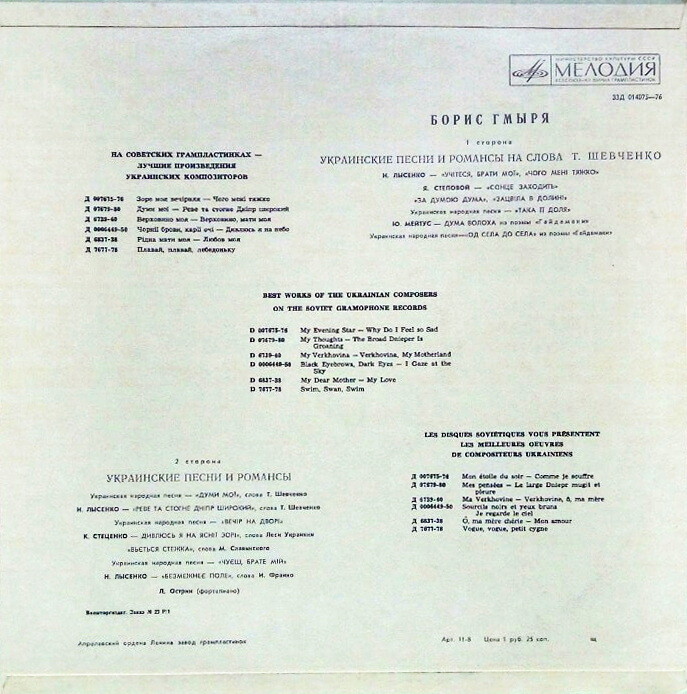 МИНИСТЕРСТВО КУЛЬТУРЫ СССР
МЕЛОДИЯ
ВСЕСОЮЗНАЯ ФИРМА ГРАМПЛАСТИНОК
33Д 014975—76
БОРИС ГМЫРЯ
1 сторона
УКРАИНСКИЕ ПЕСНИ И РОМАНСЫ НА СЛОВА Т. ШЕВЧЕНКО
Н. ЛЫСЕНКО — «УЧІТЕСЯ, БРАТИ МОЇ», «ЧОГО МЕНІ ТЯЖКО»
Я. СТЕПОВОЙ — «СОНЦЕ ЗАХОДИТЬ»
«ЗА ДУМОЮ ДУМА», «ЗАЦВІЛА В ДОЛИНІ»
Украинская народная песня — «ТАКА ЇЇ ДОЛЯ»
Ю. МЕЙТУС — ДУМА ВОЛОХА из поэмы «Гайдамаки»
Украинская народная песня—«ОД СЕЛА ДО СЕЛА» из поэмы «Гайдамаки»
НА СОВЕТСКИХ ГРАМПЛАСТИНКАХ —
ЛУЧШИЕ ПРОИЗВЕДЕНИЯ
УКРАИНСКИХ КОМПОЗИТОРОВ
Д 007675-76 Зоре моя вечірняя — Чого мені тяжко
Д 07679-80 Думи мої — Реве та стогне Дніпр широкий
Д 6739-40 Верховино моя — Верховино, мати моя
Д 0006449-50 Чорнії брови, карії очі — Дивлюсь я на небо
Д 6837-38 Рідна мати моя — Любов моя
Д 7077-78 Плавай, плавай, лебедоньку
BEST WORKS OF THE UKRAINIAN COMPOSERS
ON THE SOVIET GRAMOPHONE RECORDS
D 007675-76 My Evening Star — Why Do I Feel so Sad
D 07679-80 My Thoughts — The Broad Dnieper Is
Groaning
D 6739-40 My Verkhovina — Verkhovina, My Motherland
D 0006449-50 Black Eyebrows, Dark Eyes — I Gaze at the
Sky
D 6837-38 My Dear Mother — My Love
D 7077-78 Swim, Swan, Swim
LES DISQUES SOVIÉTIQUES VOUS PRÉSENTENT
LES MEILLEURES OEUVRES
DE COMPOSITEURS UKRAINIENS
Д 007675-76 Mon étoile du soir — Comme je souffre
Д 07679-80 Mes pensées — Le large Dniepr mugit et
pleure
Д 6739-40 Ma Verkhovine — Verkhovine, ô, ma mère
Д 0006449-50 Sourcils noirs et yeux bruns
Je regarde le ciel
Д 6837-38 Ô, ma mère chérie — Mon amour
Д 7077-78 Vogue, vogue, petit cygne
2 сторона
УКРАИНСКИЕ ПЕСНИ И РОМАНСЫ
Украинская народная песня — «ДУМИ МОЇ», слова Т. Шевченко
Н. ЛЫСЕНКО — «РЕВЕ ТА СТОГНЕ ДНІПР ШИРОКИЙ», слова Т. Шевченко
Украинская народная песня — «ВЕЧІР НА ДВОРІ»
К. СТЕЦЕНКО — ДИВЛЮСЬ Я НА ЯСНІЇ ЗОРІ», слова Леси Украинки
«ВЬЄТЬСЯ СТЕЖКА», слова М. Славинского
Украинская народная песня — «ЧУЄШ, БРАТЕ МІЙ»
Н. ЛЫСЕНКО — «БЕЗМЕЖНЕЄ ПОЛЕ», слова И. Франко
Л. Острин (фортепиано)
Внешторгиздат. Заказ № 23 Р/1
Апрелевский ордена Ленина завод грампластинок
Арт. 11-8 Цена 1 руб. 25 коп. щ